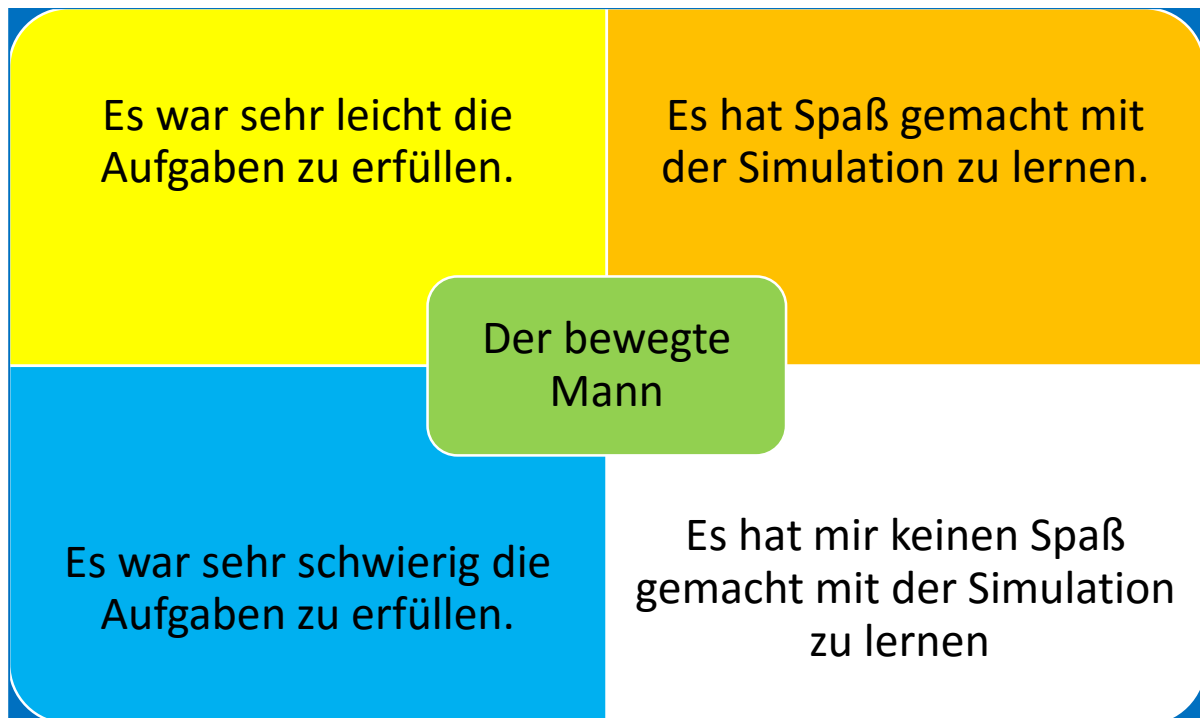 Es war sehr leicht die
Aufgaben zu erfüllen.
Es hat Spaß gemacht mit
der Simulation zu lernen.
Der bewegte
Mann
Es war sehr schwierig die
Aufgaben zu erfüllen.
Es hat mir keinen Spaß
gemacht mit der Simulation
zu lernen